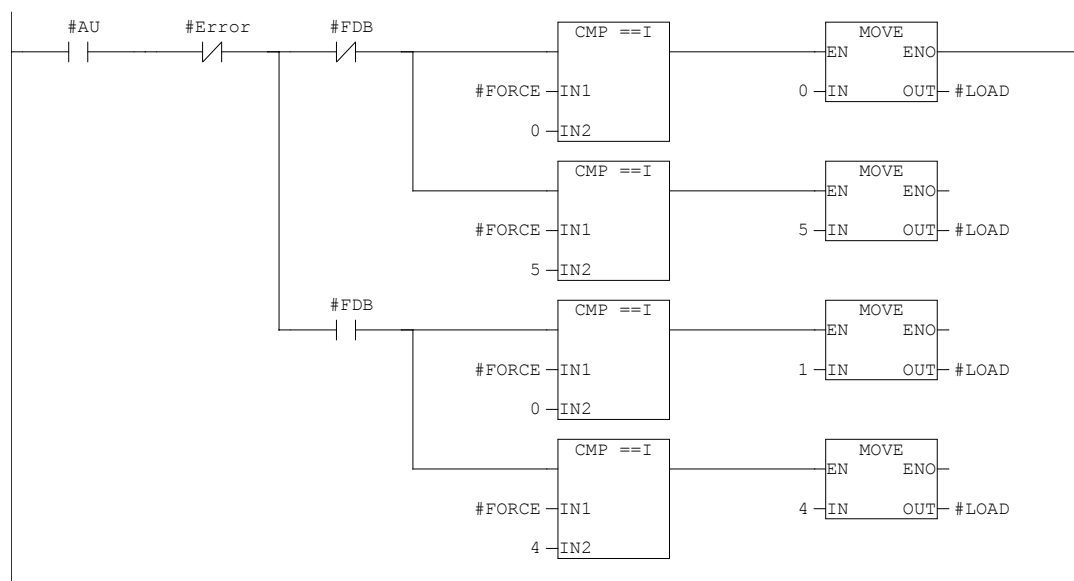 #AU #Error #FDB CMP ==I MOVE
EN ENO
#FORCE IN1 0 IN OUT #LOAD
0 IN2
CMP ==I MOVE
EN ENO
#FORCE IN1 5 IN OUT #LOAD
5 IN2
#FDB CMP ==I MOVE
EN ENO
#FORCE IN1 1 IN OUT #LOAD
0 IN2
CMP ==I MOVE
EN ENO
#FORCE IN1 4 IN OUT #LOAD
4 IN2